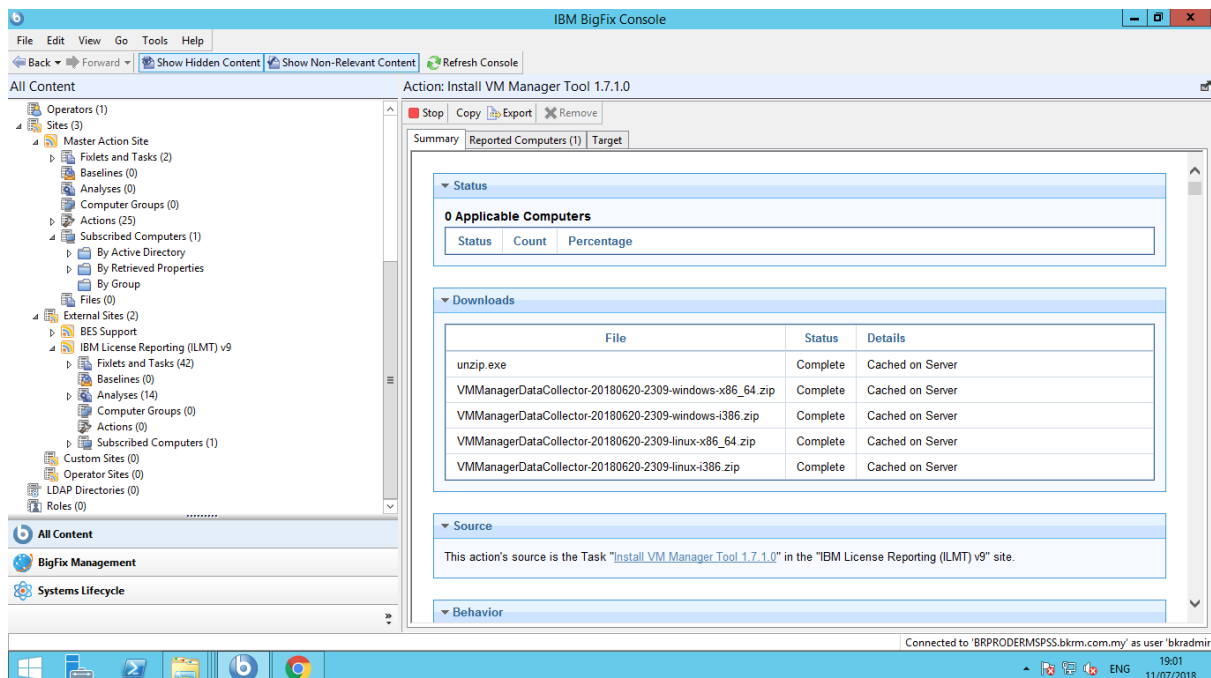 IBM BigFix Console
File Edit View Go Tools Help
Back Forward Show Hidden Content Show Non-Relevant Content Refresh Console
All Content
Operators (1)
Sites (3)
Master Action Site
Fixlets and Tasks (2)
Baselines (0)
Analyses (0)
Computer Groups (0)
Actions (25)
Subscribed Computers (1)
By Active Directory
By Retrieved Properties
By Group
Files (0)
External Sites (2)
BES Support
IBM License Reporting (ILMT) v9
Fixlets and Tasks (42)
Baselines (0)
Analyses (14)
Computer Groups (0)
Actions (0)
Subscribed Computers (1)
Custom Sites (0)
Operator Sites (0)
LDAP Directories (0)
Roles (0)
All Content
BigFix Management
Systems Lifecycle
Action: Install VM Manager Tool 1.7.1.0
Stop Copy Export Remove
Summary Reported Computers (1) Target
Status
0 Applicable Computers
Status Count Percentage
Downloads
File Status Details
unzip.exe Complete Cached on Server
VMManagerDataCollector-20180620-2309-windows-x86_64.zip Complete Cached on Server
VMManagerDataCollector-20180620-2309-windows-i386.zip Complete Cached on Server
VMManagerDataCollector-20180620-2309-linux-x86_64.zip Complete Cached on Server
VMManagerDataCollector-20180620-2309-linux-i386.zip Complete Cached on Server
Source
This action's source is the Task "Install VM Manager Tool 1.7.1.0" in the "IBM License Reporting (ILMT) v9" site.
Behavior
Connected to 'BRPRODERMSPSS.bkrm.com.my' as user 'bkradmin
ENG 19:01
11/07/2018